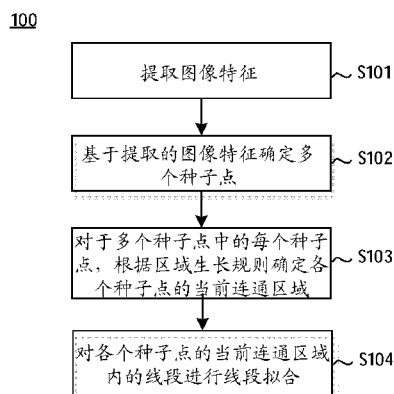 100
提取图像特征
S101
基于提取的图像特征确定多
个种子点
S102
对于多个种子点中的每个种子
点，根据区域生长规则确定各
个种子点的当前连通区域
S103
对各个种子点的当前连通区域
内的线段进行线段拟合
S104